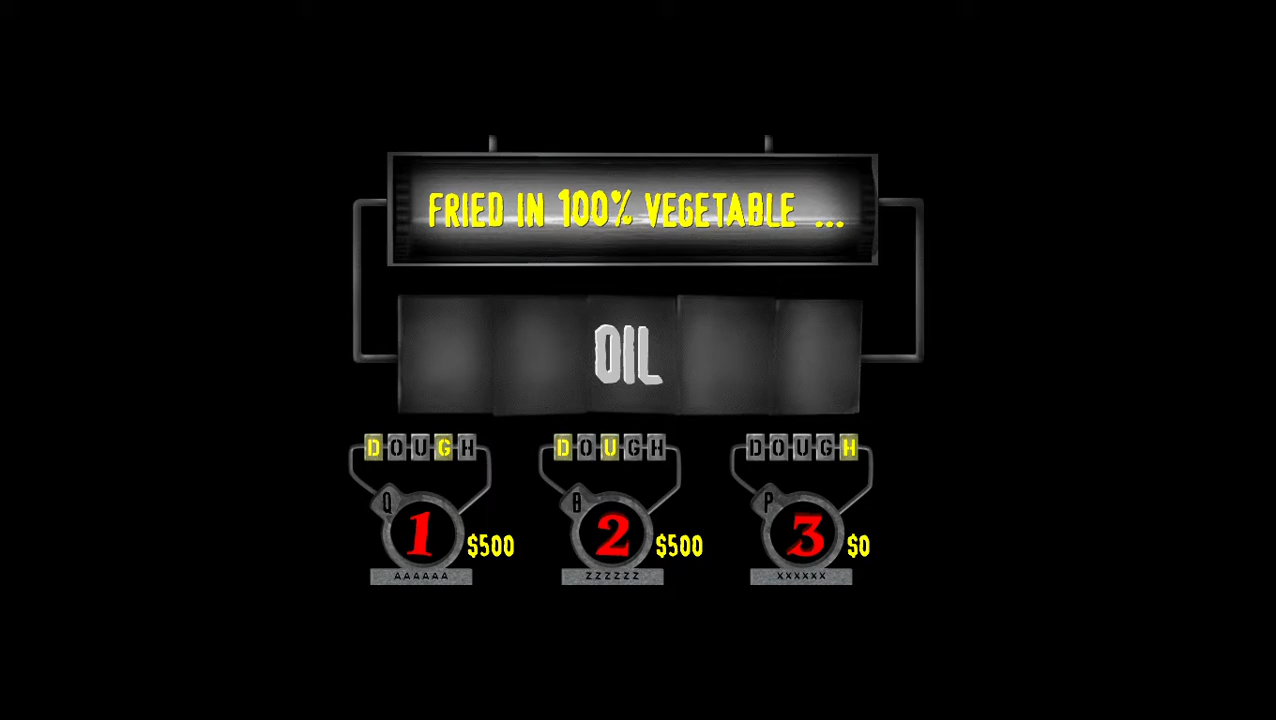 FRIED IN 100% VEGETABLE ...
OIL
DOUGH DOUGH DOUGH
Q B P
1 $500 2 $500 3 $0
AAAAAA ZZZZZZ XXXXXX